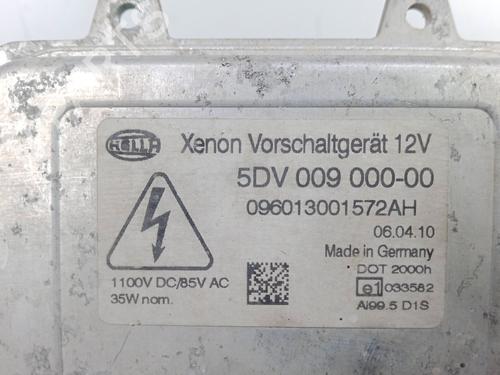 HELLA Xenon Vorschaltgerät 12V
5DV 009 000-00
096013001572AH
06.04.10
Made in Germany
DOT 2000h
1100V DC/85V AC
e1 033582
35W nom.
Al99.5 D1S